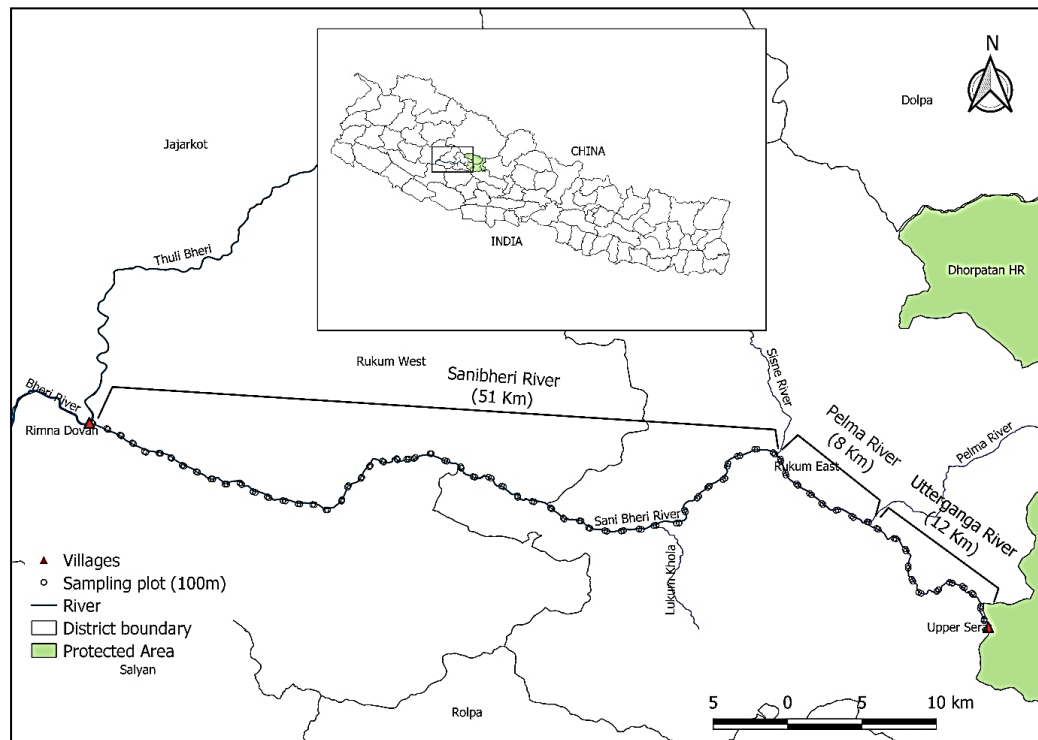 N
Dolpa
Jajarkot
CHINA
INDIA
Thuli Bheri
Dhorpatan HR
Rukum West
Sisne River
Sanibheri River
(51 Km)
Bheri River
Rimna Dovan
Pelma River
(8 Km)
Pelma River
Rukum East
Utterganga River
(12 Km)
Sani Bheri River
Lukum Khola
Villages
Sampling plot (100m)
River
District boundary
Protected Area
Upper Sera
Salyan
Rolpa
5 0 5 10 km